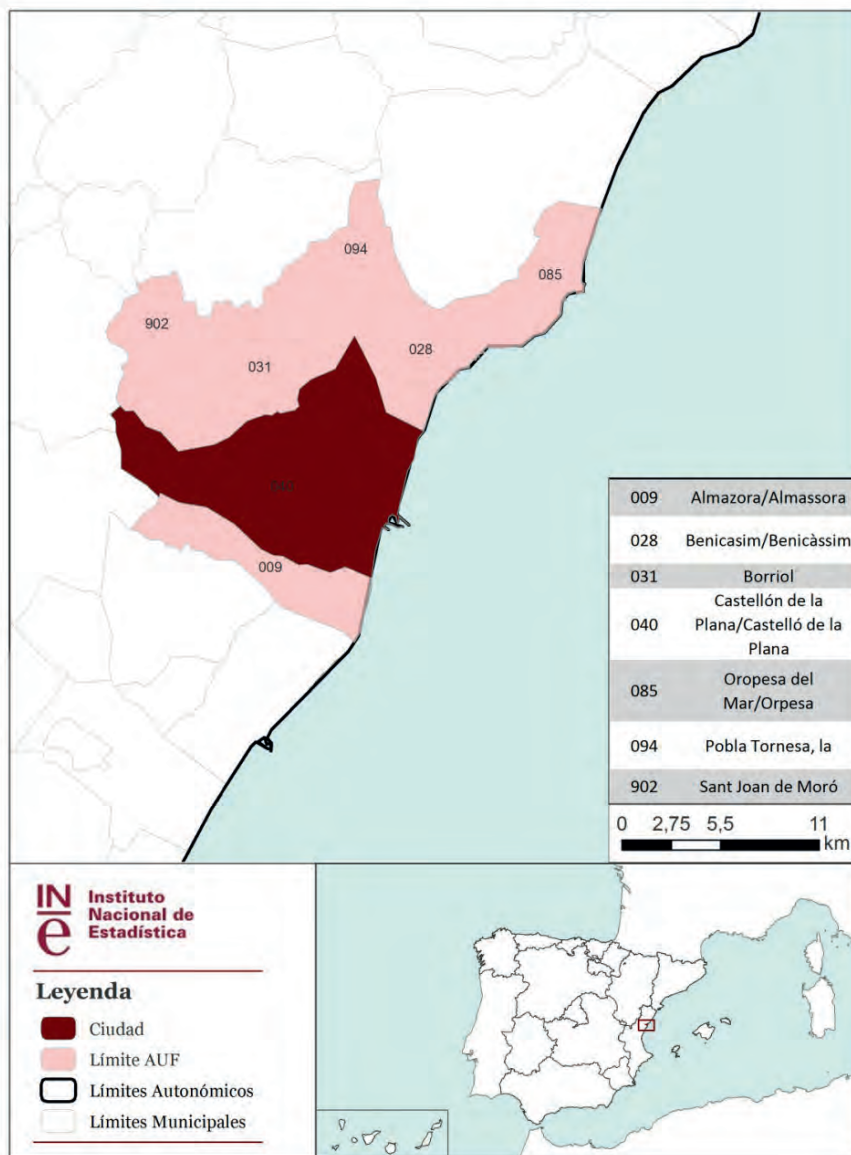 094
085
902
028
031
040
009
009 Almazora/Almassora
028 Benicasim/Benicàssim
031 Borriol
040 Castellón de la
Plana/Castelló de la
Plana
085 Oropesa del
Mar/Orpesa
094 Pobla Tornesa, la
902 Sant Joan de Moró
0 2,75 5,5 11
km
INe
Instituto
Nacional de
Estadística
Leyenda
Ciudad
Límite AUF
Límites Autonómicos
Límites Municipales